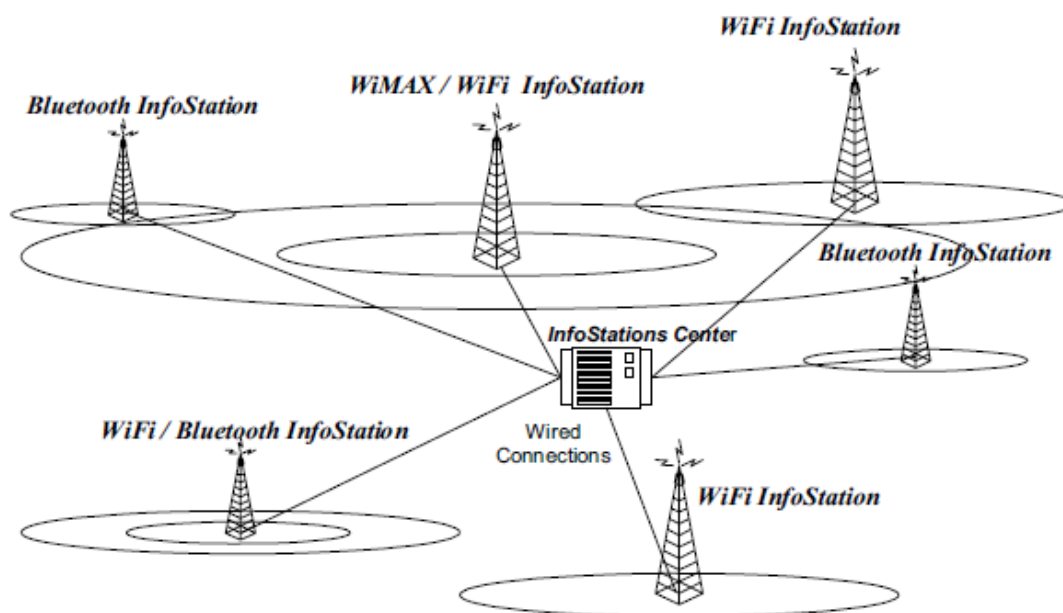 WiFi InfoStation
WiMAX / WiFi InfoStation
Bluetooth InfoStation
Bluetooth InfoStation
InfoStations Center
WiFi / Bluetooth InfoStation
Wired
Connections
WiFi InfoStation